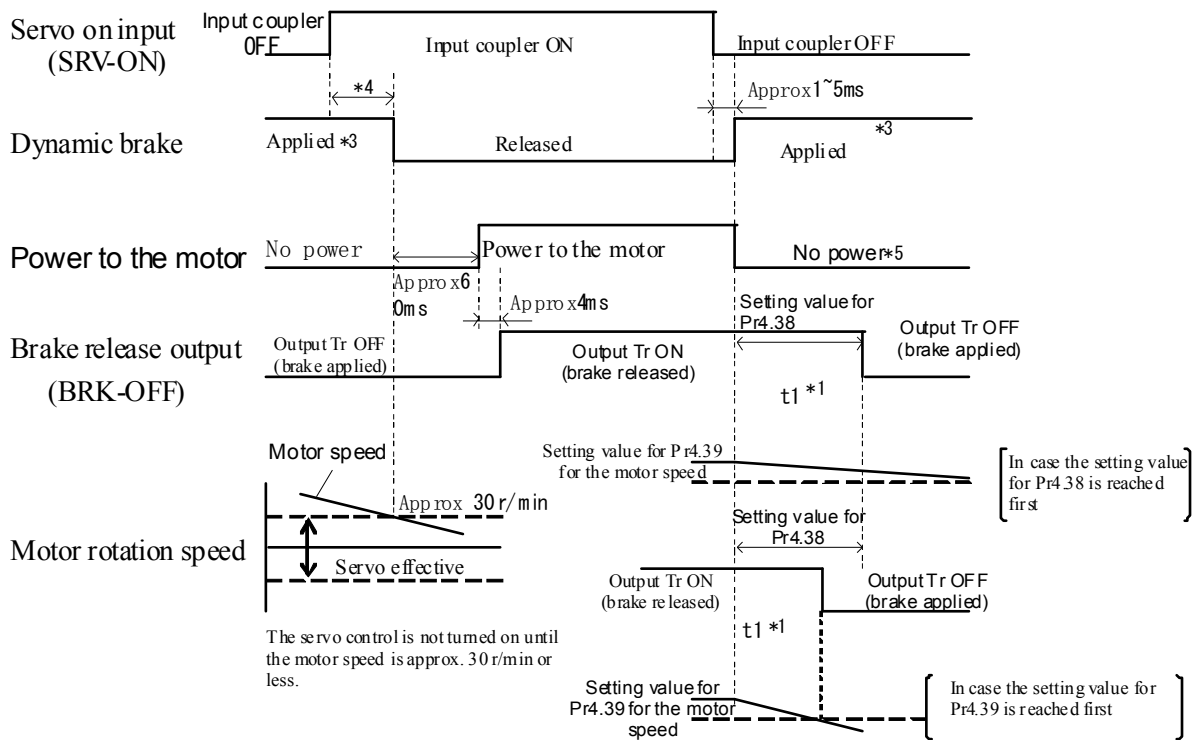 Servo on input
(SRV-ON)
Input coupler
OFF
Input coupler ON
Input coupler OFF
*4
Approx1~5ms
Dynamic brake
Applied *3
Released
*3
Applied
Power to the motor
No power
Power to the motor
No power*5
Approx6
0ms
Approx4ms
Setting value for
Pr4.38
Brake release output
(BRK-OFF)
Output Tr OFF
(brake applied)
Output Tr ON
(brake released)
Output Tr OFF
(brake applied)
t1 *1
Motor speed
Setting value for Pr4.39
for the motor speed
In case the setting value
for Pr4.38 is reached
first
Approx 30r/min
Setting value for
Pr4.38
Motor rotation speed
Servo effective
Output Tr ON
(brake released)
Output Tr OFF
(brake applied)
t1 *1
The servo control is not turned on until
the motor speed is approx. 30 r/min or
less.
Setting value for
Pr4.39 for the motor
speed
In case the setting value for
Pr4.39 is reached first